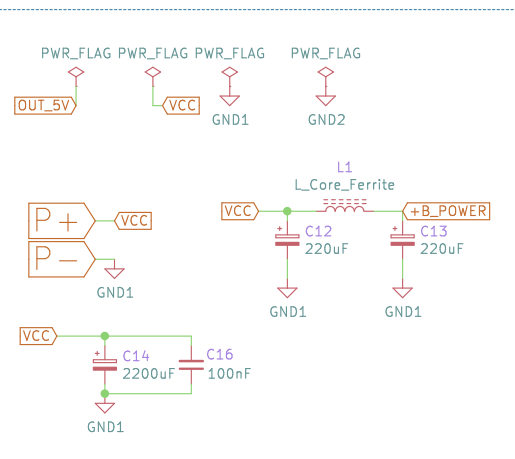 PWR_FLAG PWR_FLAG PWR_FLAG PWR_FLAG
OUT_5V VCC
GND1 GND2
L1
L_Core_Ferrite
P+ VCC VCC +B_POWER
+ C12 + C13
220uF 220uF
P-
GND1
GND1 GND1
VCC
+ C14 C16
2200uF 100nF
GND1